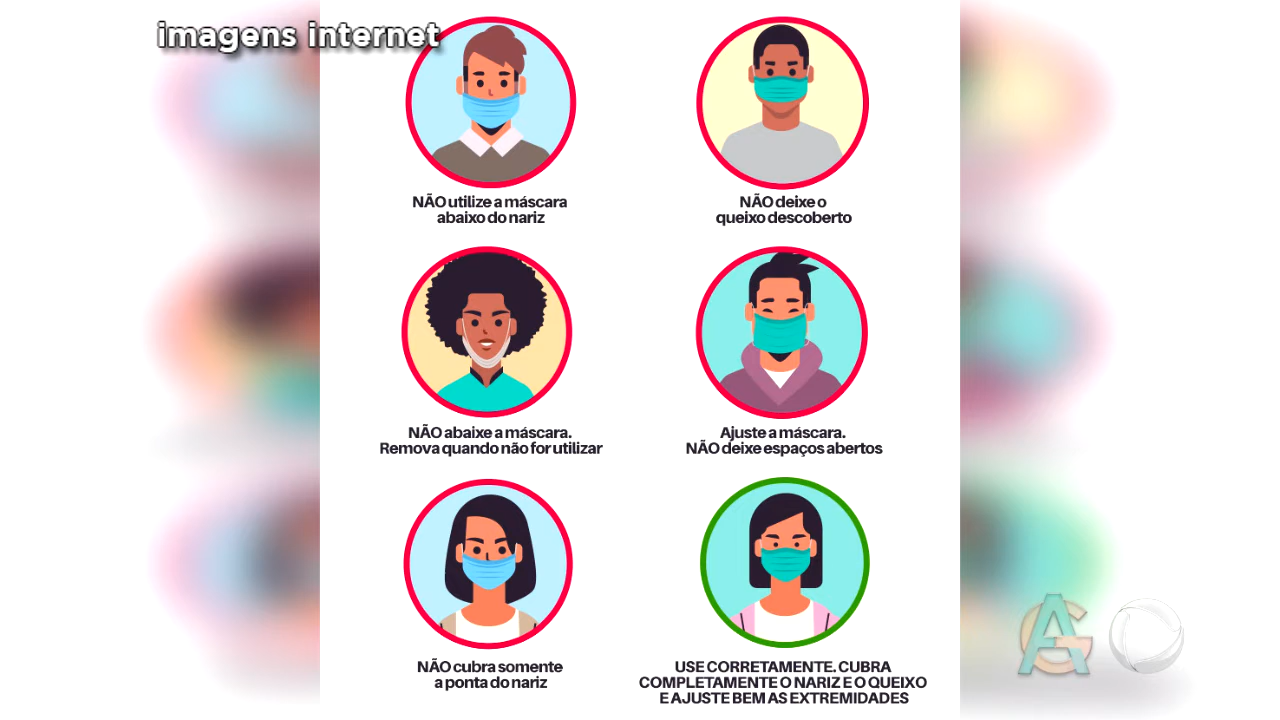 imagens internet
NÃO utilize a máscara
abaixo do nariz
NÃO deixe o
queixo descoberto
NÃO abaixe a máscara.
Remova quando não for utilizar
Ajuste a máscara.
NÃO deixe espaços abertos
NÃO cubra somente
a ponta do nariz
USE CORRETAMENTE. CUBRA
COMPLETAMENTE O NARIZ E O QUEIXO
E AJUSTE BEM AS EXTREMIDADES
AG